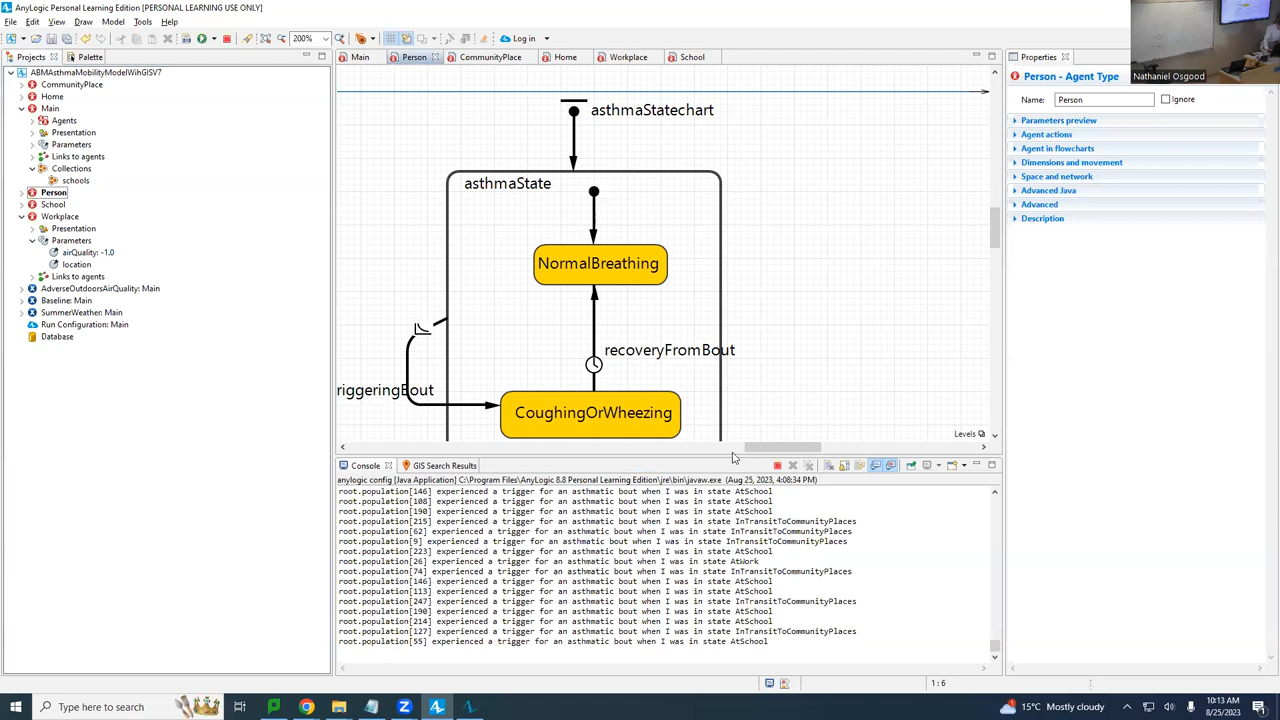 AnyLogic Personal Learning Edition [PERSONAL LEARNING USE ONLY]
File Edit View Draw Model Tools Help
200% Log in
Projects Palette
ABMAsthmaMobilityModelWihGISV7
CommunityPlace
Home
Main
Agents
Presentation
Parameters
Links to agents
Collections
schools
Person
School
Workplace
Presentation
Parameters
airQuality: -1.0
location
Links to agents
AdverseOutdoorsAirQuality: Main
Baseline: Main
SummerWeather: Main
Run Configuration: Main
Database
Main Person CommunityPlace Home Workplace School
asthmaStatechart
asthmaState
NormalBreathing
recoveryFromBout
riggeringBout
CoughingOrWheezing
Levels
Console GIS Search Results
anylogic config [Java Application] C:\Program Files\AnyLogic 8.8 Personal Learning Edition\jre\bin\javaw.exe (Aug 25, 2023, 4:08:34 PM)
root.population[146] experienced a trigger for an asthmatic bout when I was in state AtSchool
root.population[108] experienced a trigger for an asthmatic bout when I was in state AtSchool
root.population[190] experienced a trigger for an asthmatic bout when I was in state AtSchool
root.population[215] experienced a trigger for an asthmatic bout when I was in state InTransitToCommunityPlaces
root.population[62] experienced a trigger for an asthmatic bout when I was in state InTransitToCommunityPlaces
root.population[9] experienced a trigger for an asthmatic bout when I was in state InTransitToCommunityPlaces
root.population[223] experienced a trigger for an asthmatic bout when I was in state AtSchool
root.population[26] experienced a trigger for an asthmatic bout when I was in state AtWork
root.population[74] experienced a trigger for an asthmatic bout when I was in state InTransitToCommunityPlaces
root.population[146] experienced a trigger for an asthmatic bout when I was in state AtSchool
root.population[113] experienced a trigger for an asthmatic bout when I was in state AtSchool
root.population[247] experienced a trigger for an asthmatic bout when I was in state InTransitToCommunityPlaces
root.population[190] experienced a trigger for an asthmatic bout when I was in state AtSchool
root.population[214] experienced a trigger for an asthmatic bout when I was in state AtSchool
root.population[127] experienced a trigger for an asthmatic bout when I was in state InTransitToCommunityPlaces
root.population[55] experienced a trigger for an asthmatic bout when I was in state AtSchool
1 : 6
Nathaniel Osgood
Properties
Person - Agent Type
Name: Person Ignore
Parameters preview
Agent actions
Agent in flowcharts
Dimensions and movement
Space and network
Advanced Java
Advanced
Description
Type here to search
15°C Mostly cloudy
10:13 AM
8/25/2023